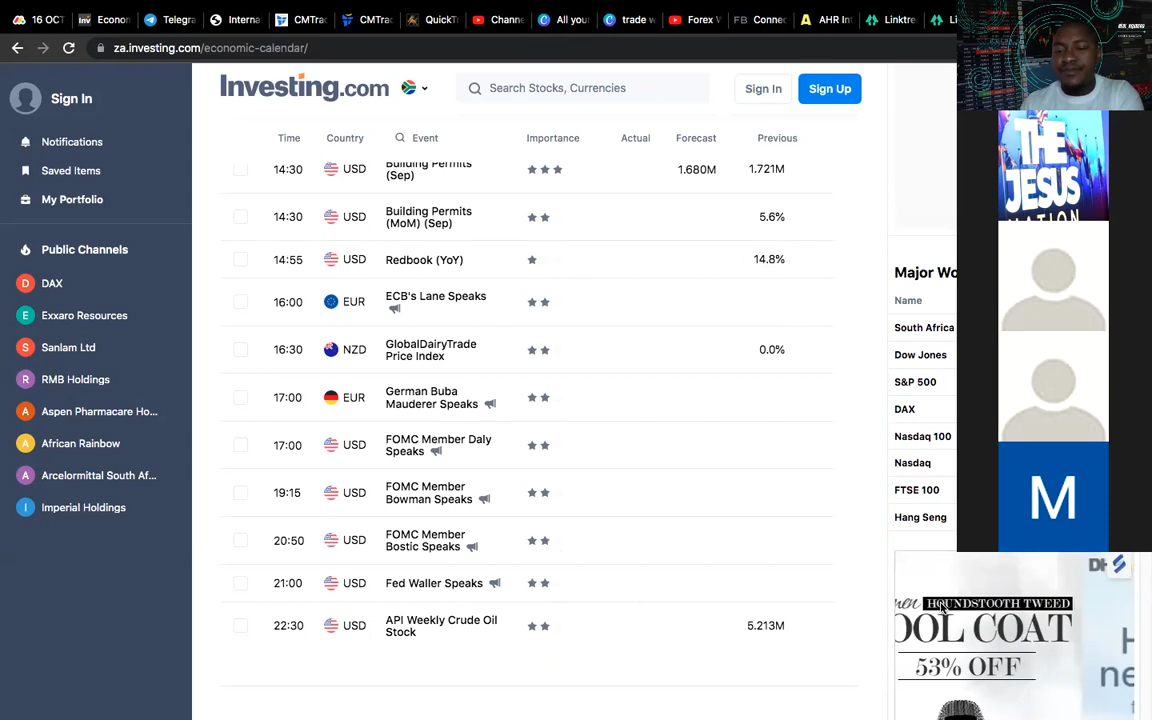 16 OCT
Econon
Telegra
Interna
CMTrac
CMTrac
QuickTr
Channe
All your
trade w
Forex W
FB Connec
AHR Int
Linktre
Li
za.investing.com/economic-calendar/
Sign In
Notifications
Saved Items
My Portfolio
Public Channels
D DAX
E Exxaro Resources
S Sanlam Ltd
R RMB Holdings
A Aspen Pharmacare Ho...
A African Rainbow
A Arcelormittal South Af...
I Imperial Holdings
Investing.com
Search Stocks, Currencies
Sign In
Sign Up
Time Country Event Importance Actual Forecast Previous
14:30 USD Building Permits (Sep) 1.680M 1.721M
14:30 USD Building Permits (MoM) (Sep) 5.6%
14:55 USD Redbook (YoY) 14.8%
16:00 EUR ECB's Lane Speaks
16:30 NZD GlobalDairyTrade Price Index 0.0%
17:00 EUR German Buba Mauderer Speaks
17:00 USD FOMC Member Daly Speaks
19:15 USD FOMC Member Bowman Speaks
20:50 USD FOMC Member Bostic Speaks
21:00 USD Fed Waller Speaks
22:30 USD API Weekly Crude Oil Stock 5.213M
Major Wo
Name
South Africa
Dow Jones
S&P 500
DAX
Nasdaq 100
Nasdaq
FTSE 100
Hang Seng
THE
JESUS
NATION
M
HOUNDSTOOTH TWEED
OOL COAT
53% OFF
DH
H
ne